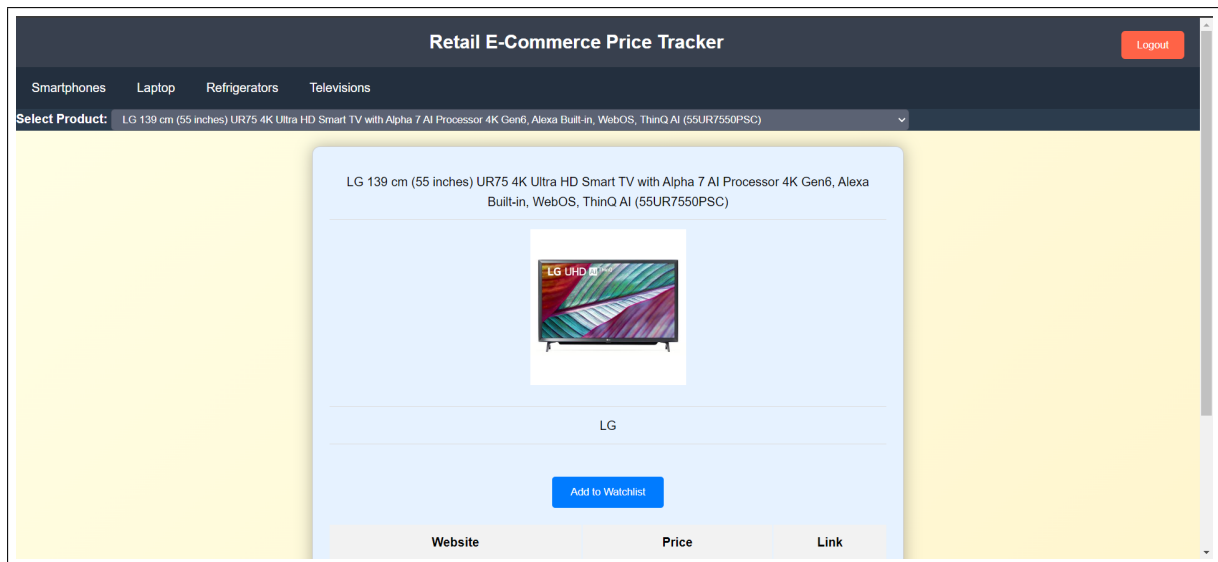 Retail E-Commerce Price Tracker
Logout
Smartphones Laptop Refrigerators Televisions
Select Product: LG 139 cm (55 inches) UR75 4K Ultra HD Smart TV with Alpha 7 AI Processor 4K Gen6, Alexa Built-in, WebOS, ThinQ AI (55UR7550PSC)
LG 139 cm (55 inches) UR75 4K Ultra HD Smart TV with Alpha 7 AI Processor 4K Gen6, Alexa
Built-in, WebOS, ThinQ AI (55UR7550PSC)
LG UHD AI
LG
Add to Watchlist
Website Price Link